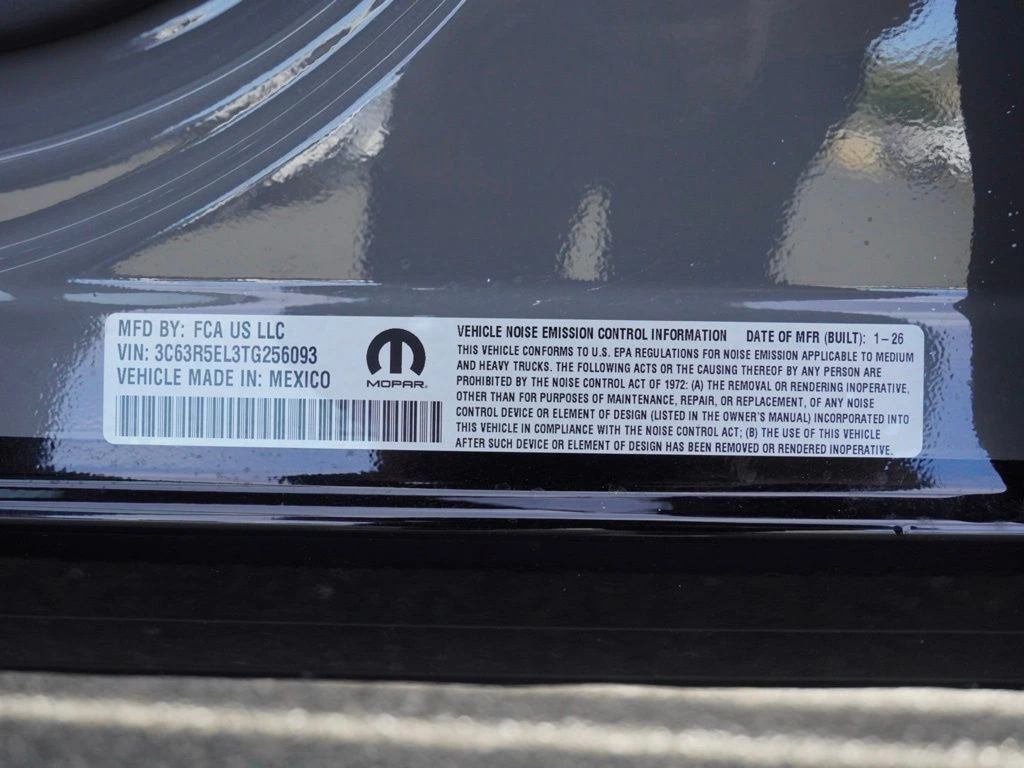 MFD BY: FCA US LLC
VIN: 3C63R5EL3TG256093
VEHICLE MADE IN: MEXICO
MOPAR
VEHICLE NOISE EMISSION CONTROL INFORMATION DATE OF MFR (BUILT): 1-26
THIS VEHICLE CONFORMS TO U.S. EPA REGULATIONS FOR NOISE EMISSION APPLICABLE TO MEDIUM
AND HEAVY TRUCKS. THE FOLLOWING ACTS OR THE CAUSING THEREOF BY ANY PERSON ARE
PROHIBITED BY THE NOISE CONTROL ACT OF 1972: (A) THE REMOVAL OR RENDERING INOPERATIVE,
OTHER THAN FOR PURPOSES OF MAINTENANCE, REPAIR, OR REPLACEMENT, OF ANY NOISE
CONTROL DEVICE OR ELEMENT OF DESIGN (LISTED IN THE OWNER'S MANUAL) INCORPORATED INTO
THIS VEHICLE IN COMPLIANCE WITH THE NOISE CONTROL ACT; (B) THE USE OF THIS VEHICLE
AFTER SUCH DEVICE OR ELEMENT OF DESIGN HAS BEEN REMOVED OR RENDERED INOPERATIVE.